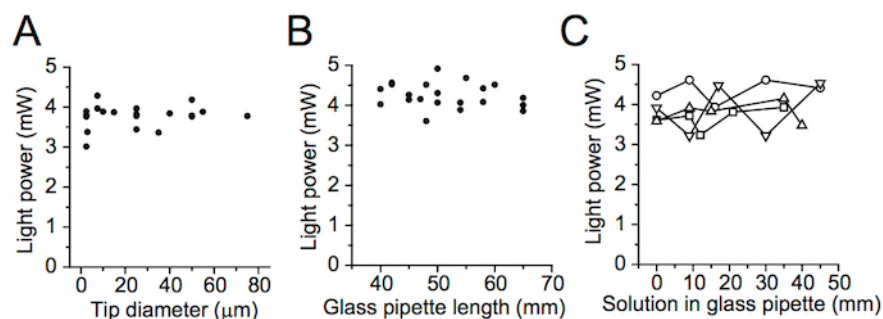 A
Light power (mW)
5
4
3
2
1
0
0 20 40 60 80
Tip diameter (µm)
B
Light power (mW)
5
4
3
2
1
0
40 50 60 70
Glass pipette length (mm)
C
Light power (mW)
5
4
3
2
1
0
0 10 20 30 40 50
Solution in glass pipette (mm)